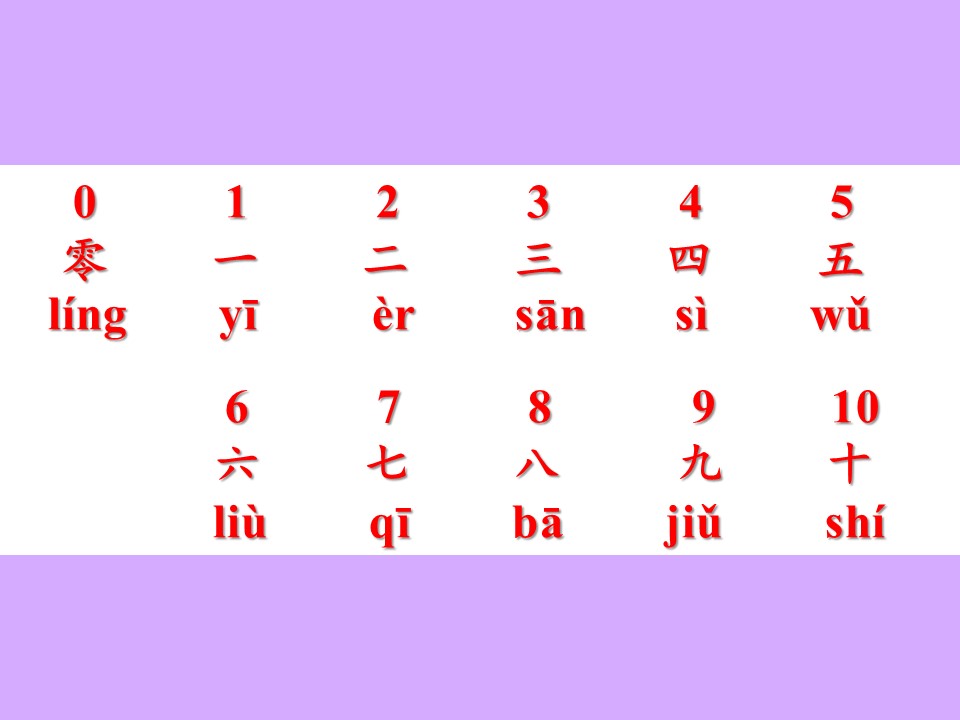 0 1 2 3 4 5
零 一 二 三 四 五
líng yī èr sān sì wǔ
6 7 8 9 10
六 七 八 九 十
liù qī bā jiǔ shí